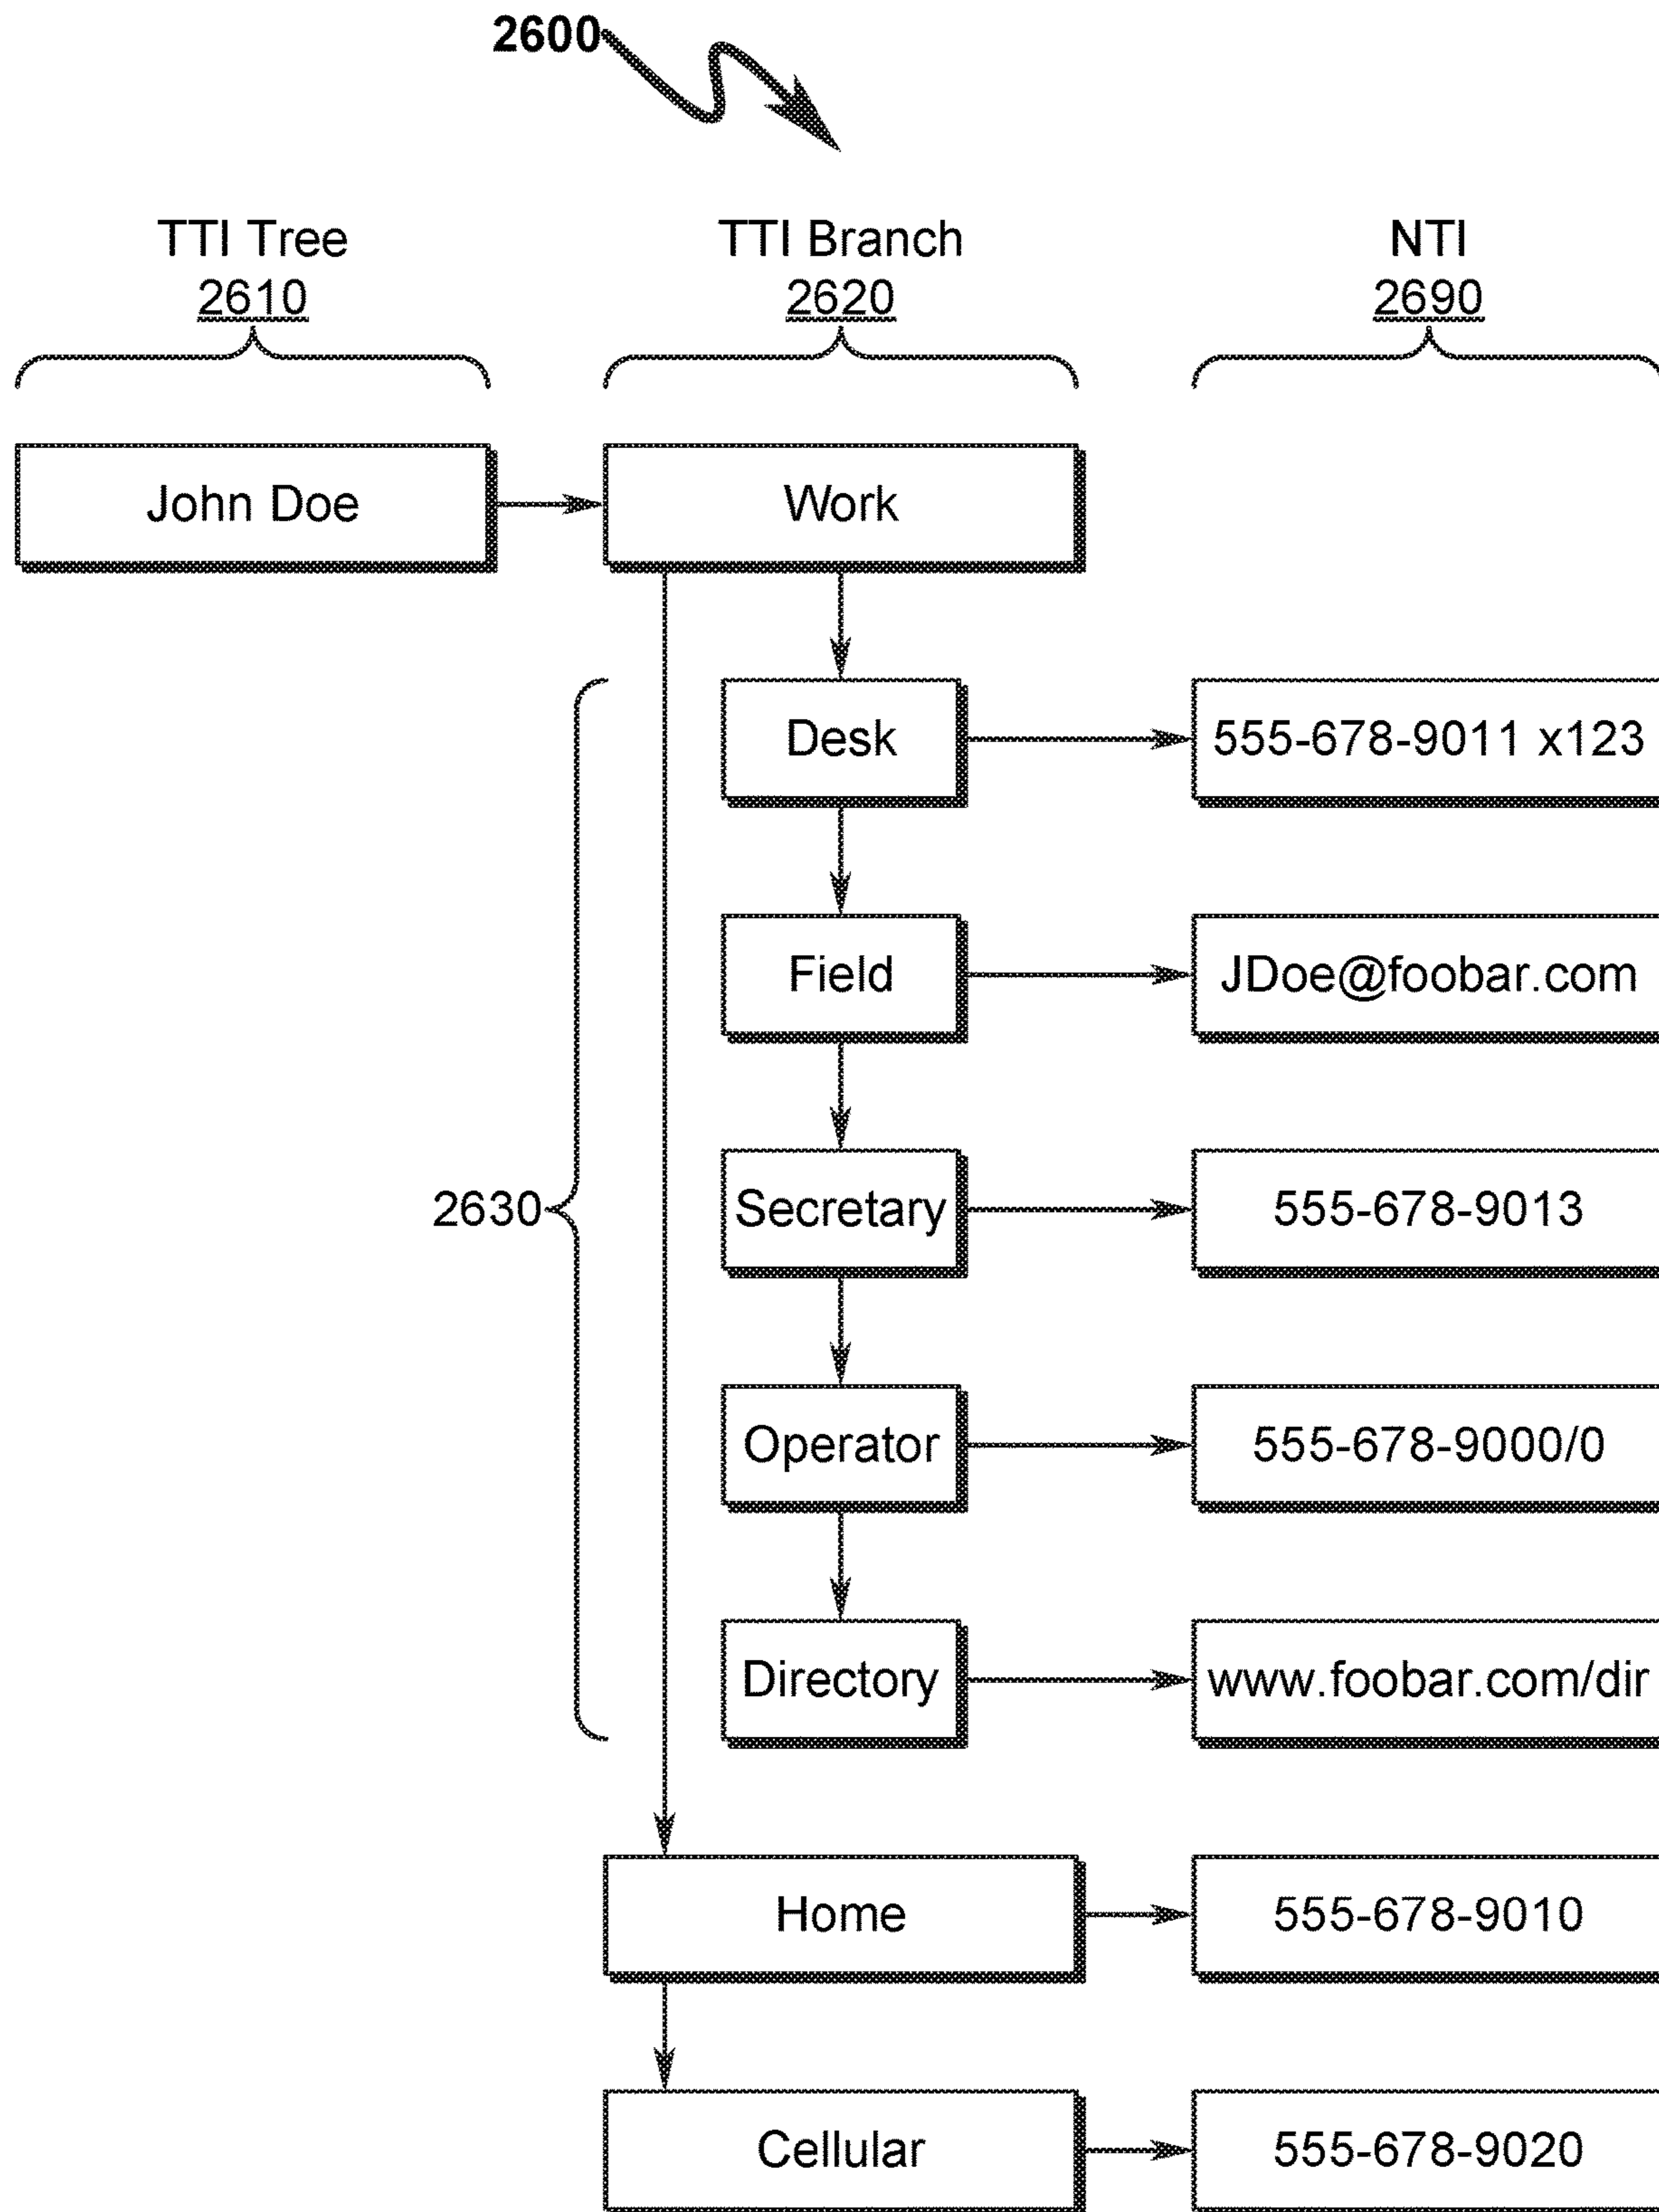 2600
TTI Tree
2610
TTI Branch
2620
NTI
2690
John Doe
Work
Desk
555-678-9011 x123
Field
JDoe@foobar.com
2630
Secretary
555-678-9013
Operator
555-678-9000/0
Directory
www.foobar.com/dir
Home
555-678-9010
Cellular
555-678-9020